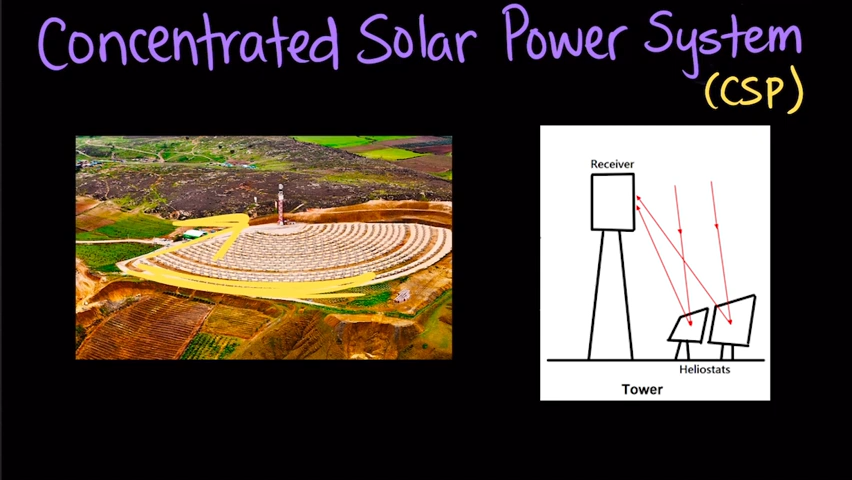 Concentrated Solar Power System
(CSP)
Receiver
Heliostats
Tower